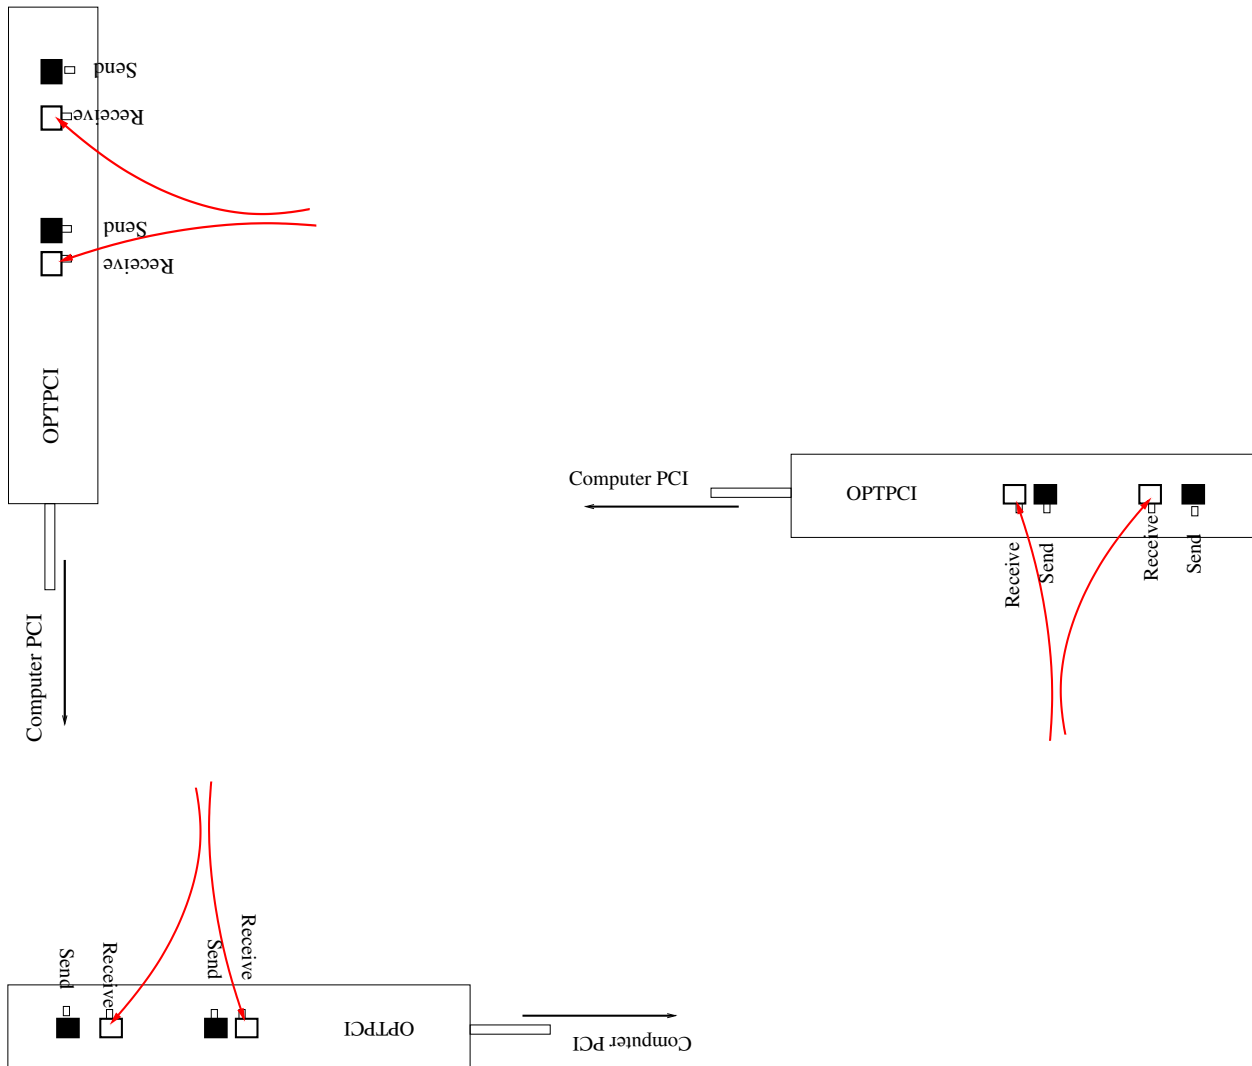 Send
Receive
Send
Receive
OPTPCI
Computer PCI
Computer PCI
OPTPCI
Receive
Send
Receive
Send
Send
Receive
Send
Receive
OPTPCI
Computer PCI